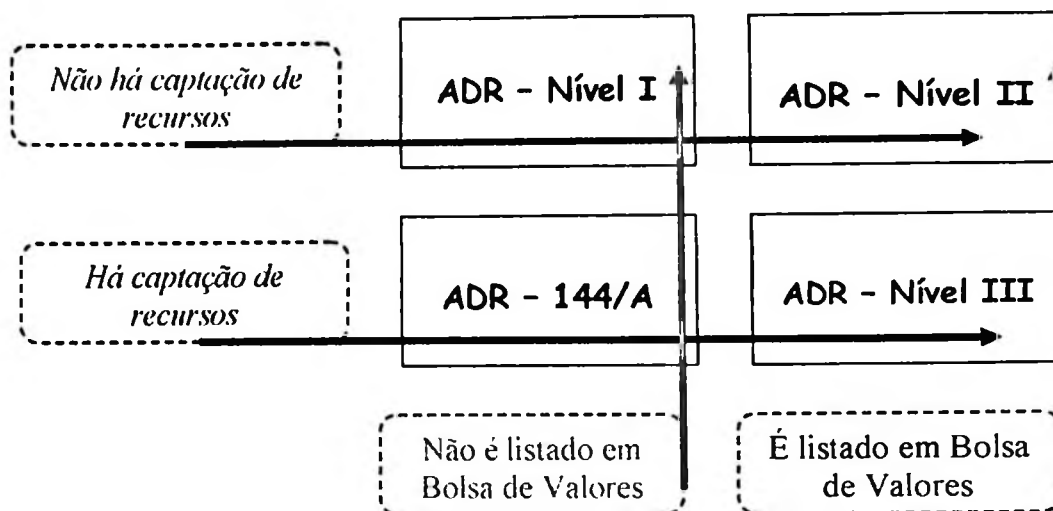 Não há captação de
recursos
ADR - Nível I
ADR - Nível II
Há captação de
recursos
ADR - 144/A
ADR - Nível III
Não é listado em
Bolsa de Valores
É listado em Bolsa
de Valores